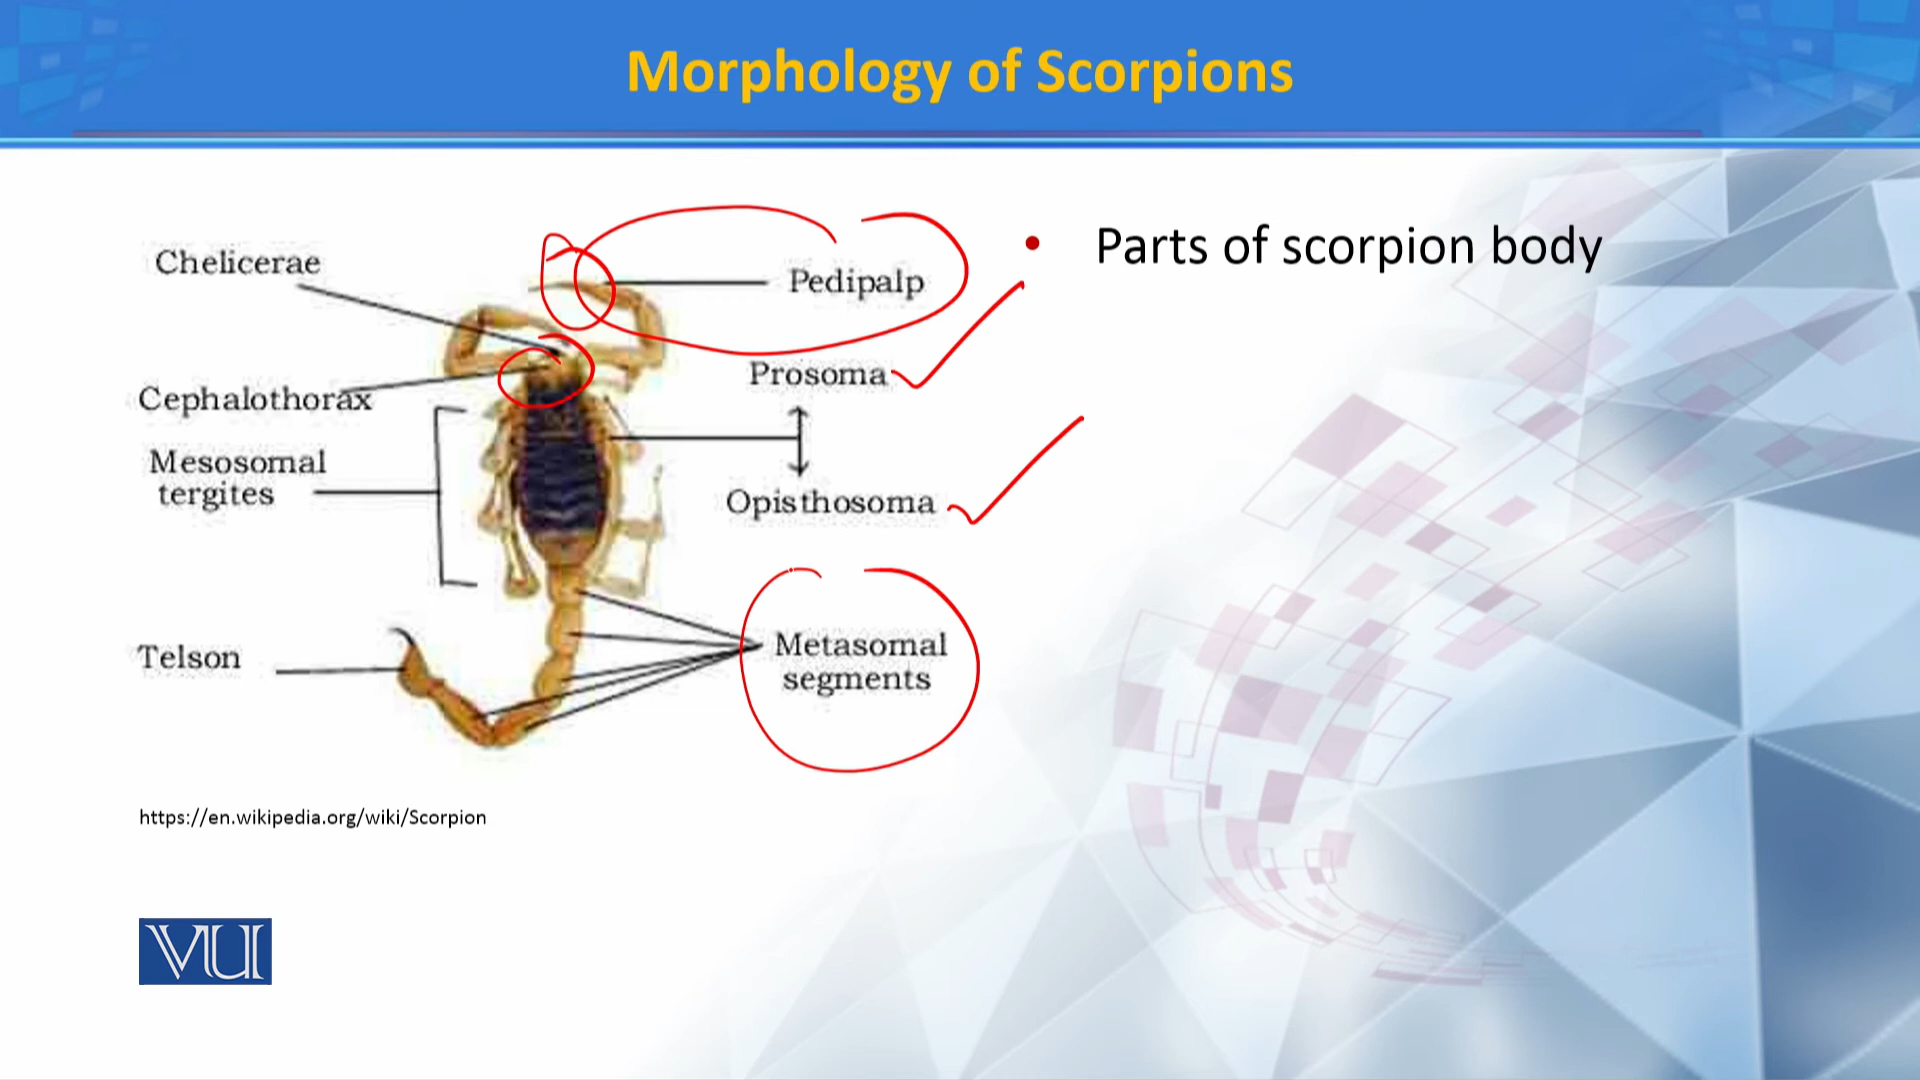 Morphology of Scorpions
Chelicerae
Pedipalp
Prosoma
Cephalothorax
Mesosomal
tergites
Opisthosoma
Metasomal
segments
Telson
• Parts of scorpion body
https://en.wikipedia.org/wiki/Scorpion
VU